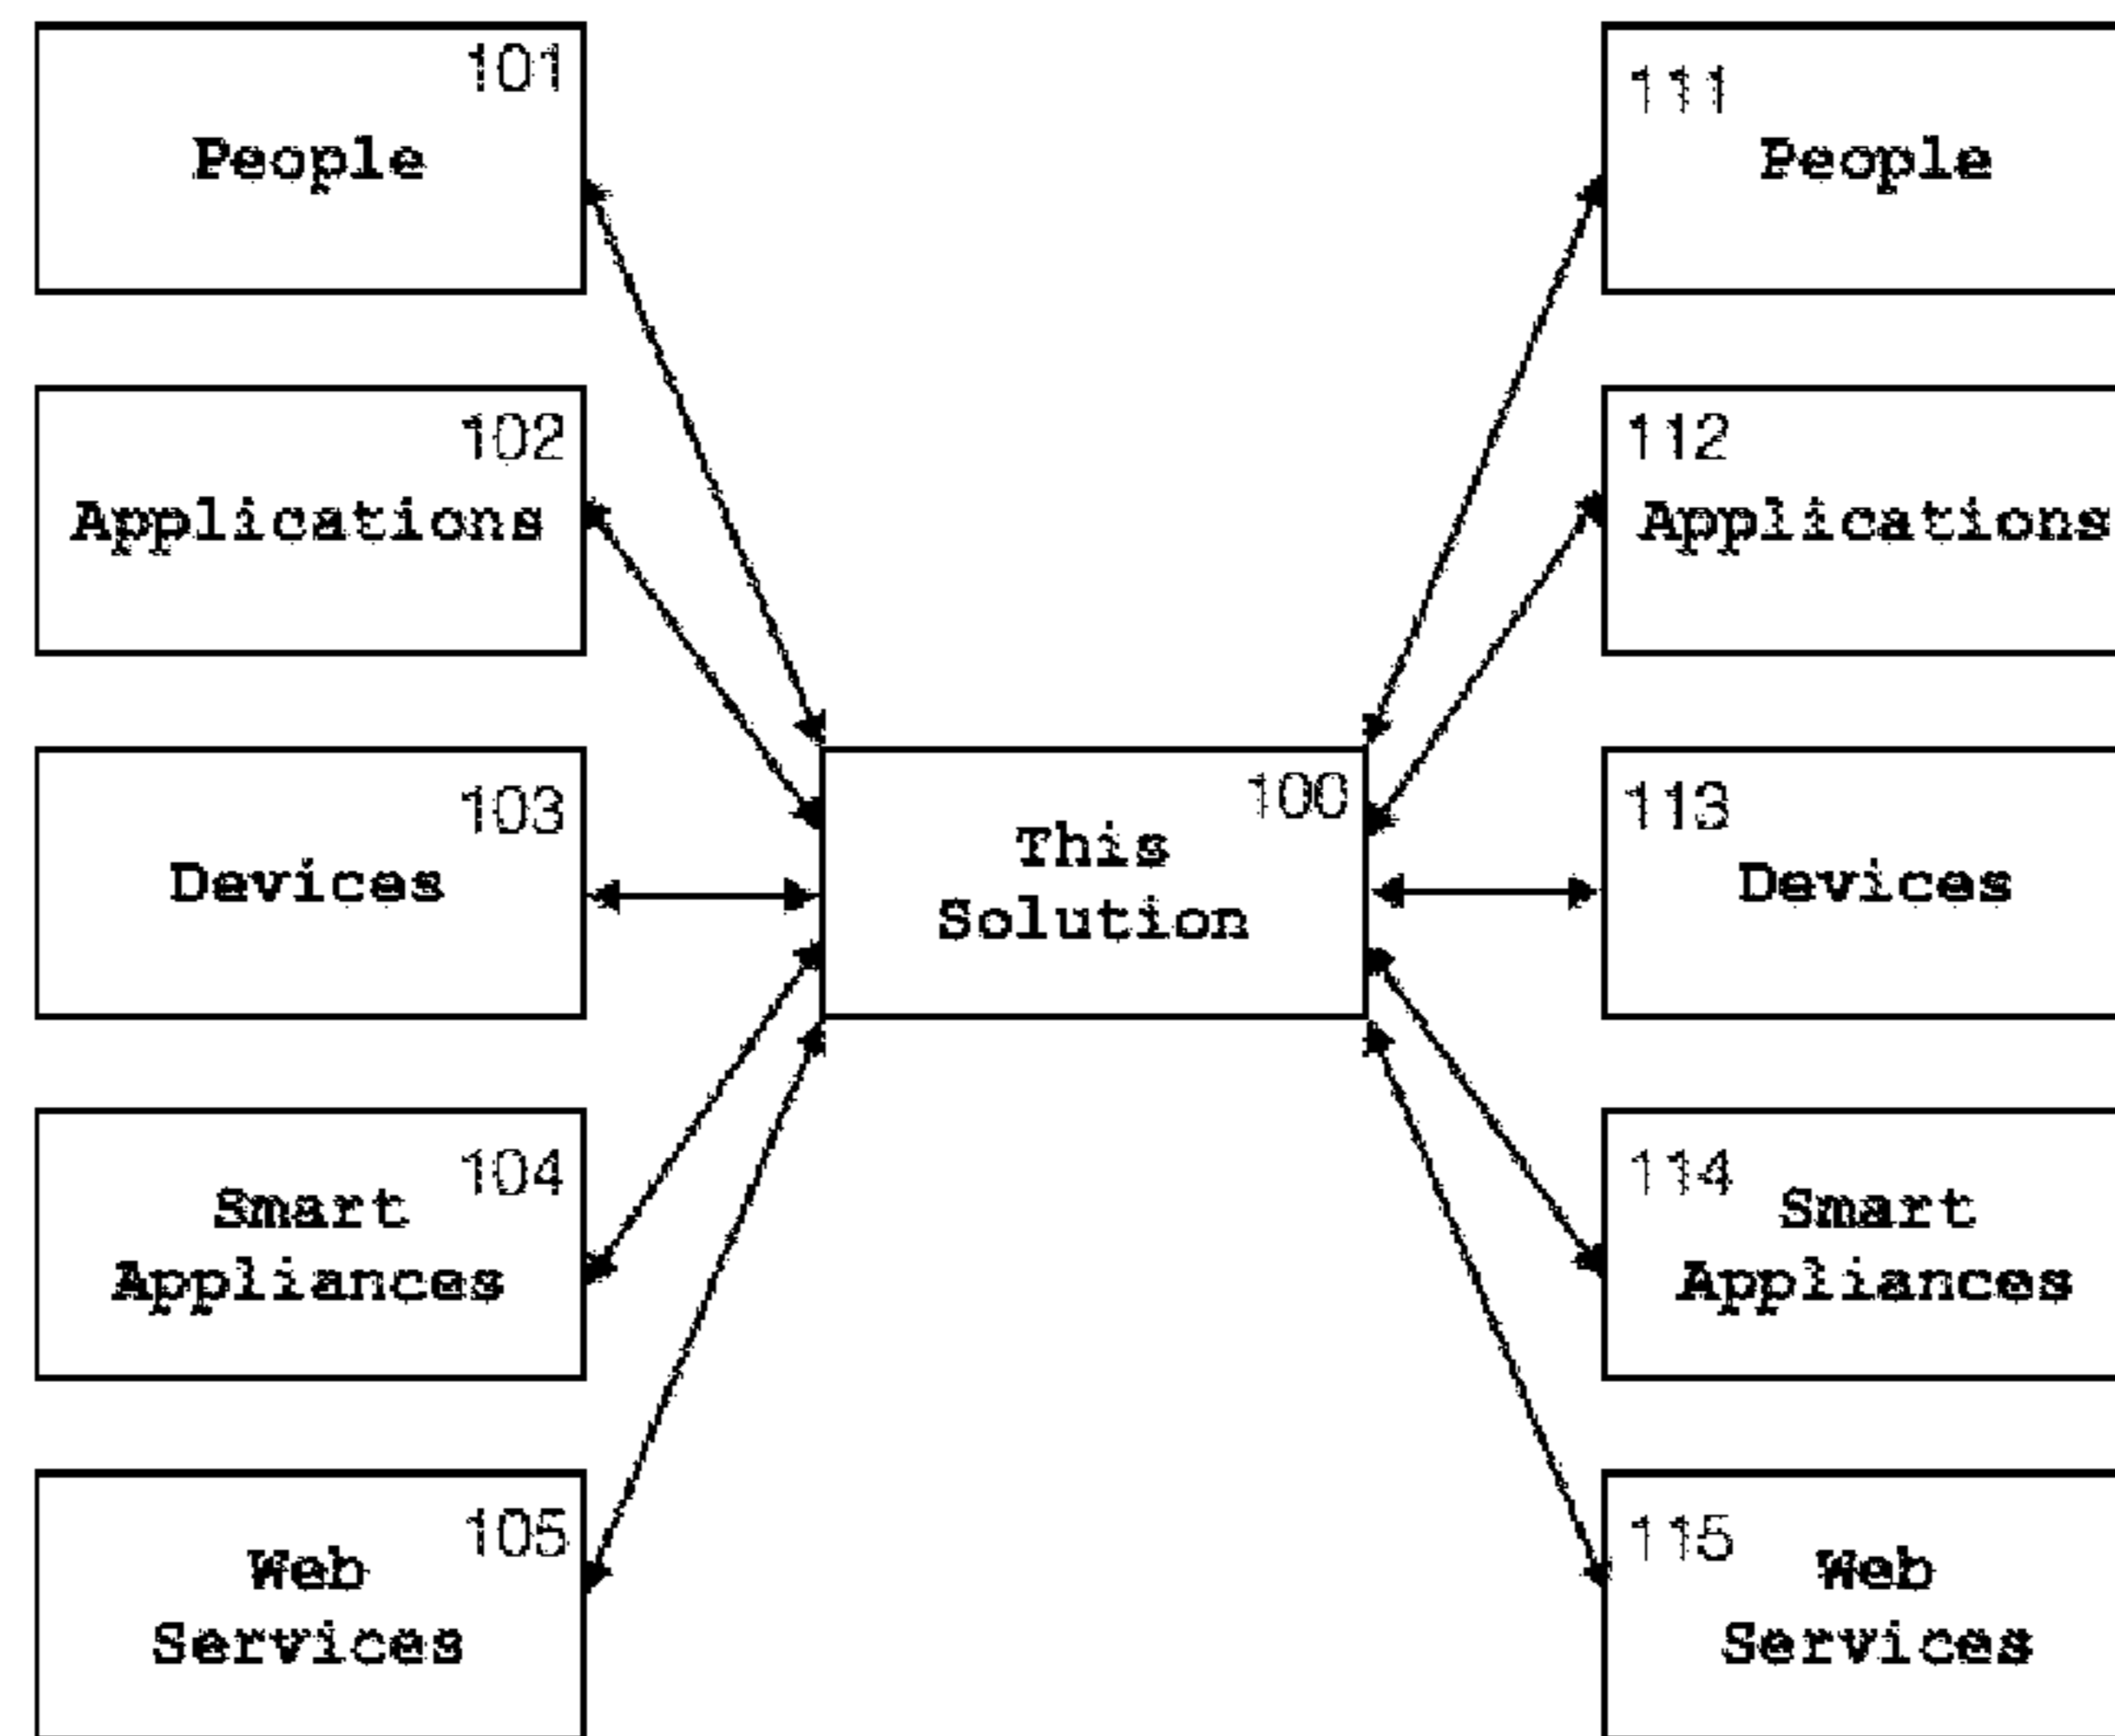 101
People
102
Applications
103
Devices
104
Smart
Appliances
105
Web
Services
100
This
Solution
111
People
112
Applications
113
Devices
114
Smart
Appliances
115
Web
Services